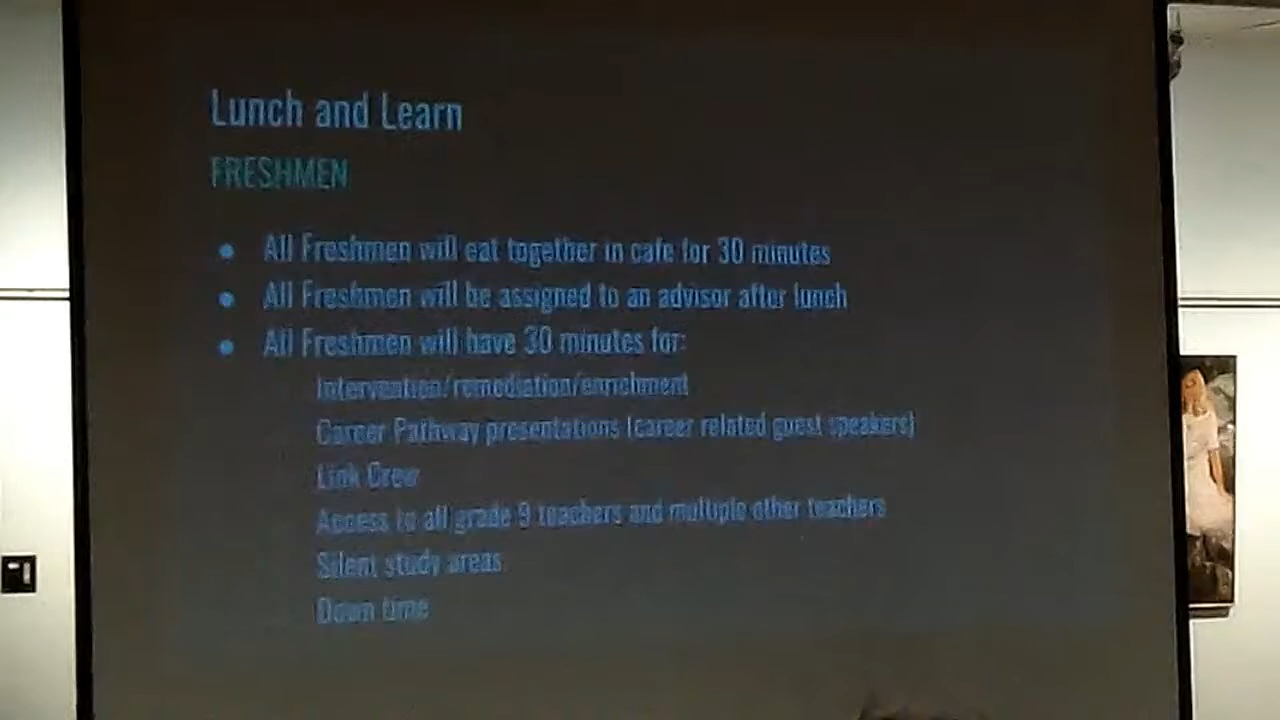 Lunch and Learn
FRESHMEN
● All Freshmen will eat together in cafe for 30 minutes
● All Freshmen will be assigned to an advisor after lunch
● All Freshmen will have 30 minutes for:
Intervention/remediation/enrichment
Career Pathway presentations (career related guest speakers)
Link Crew
Access to all grade 9 teachers and multiple other teachers
Silent study areas
Down time